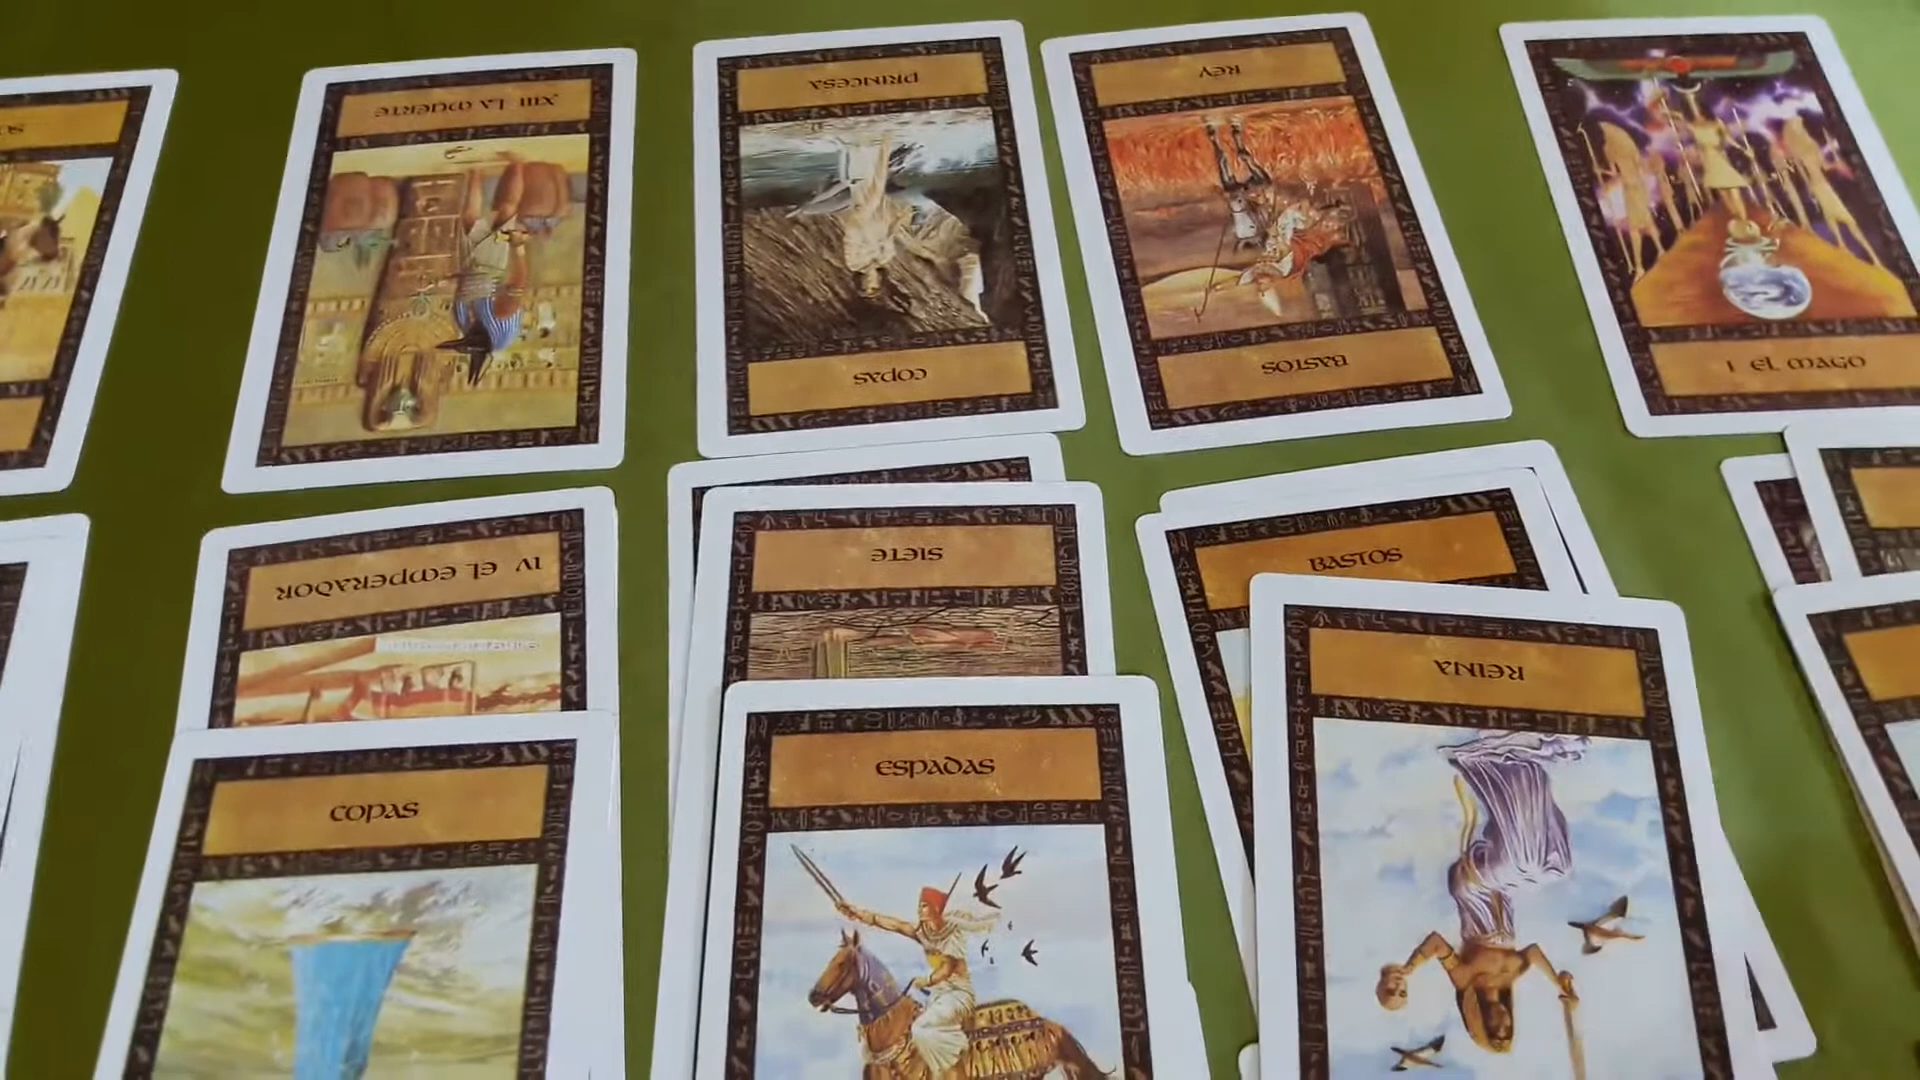 XIII LA MUERTE
PRINCESA
COPAS
REY
BASTOS
I EL MAGO
IV EL EMPERADOR
SIETE
BASTOS
REINA
COPAS
ESPADAS